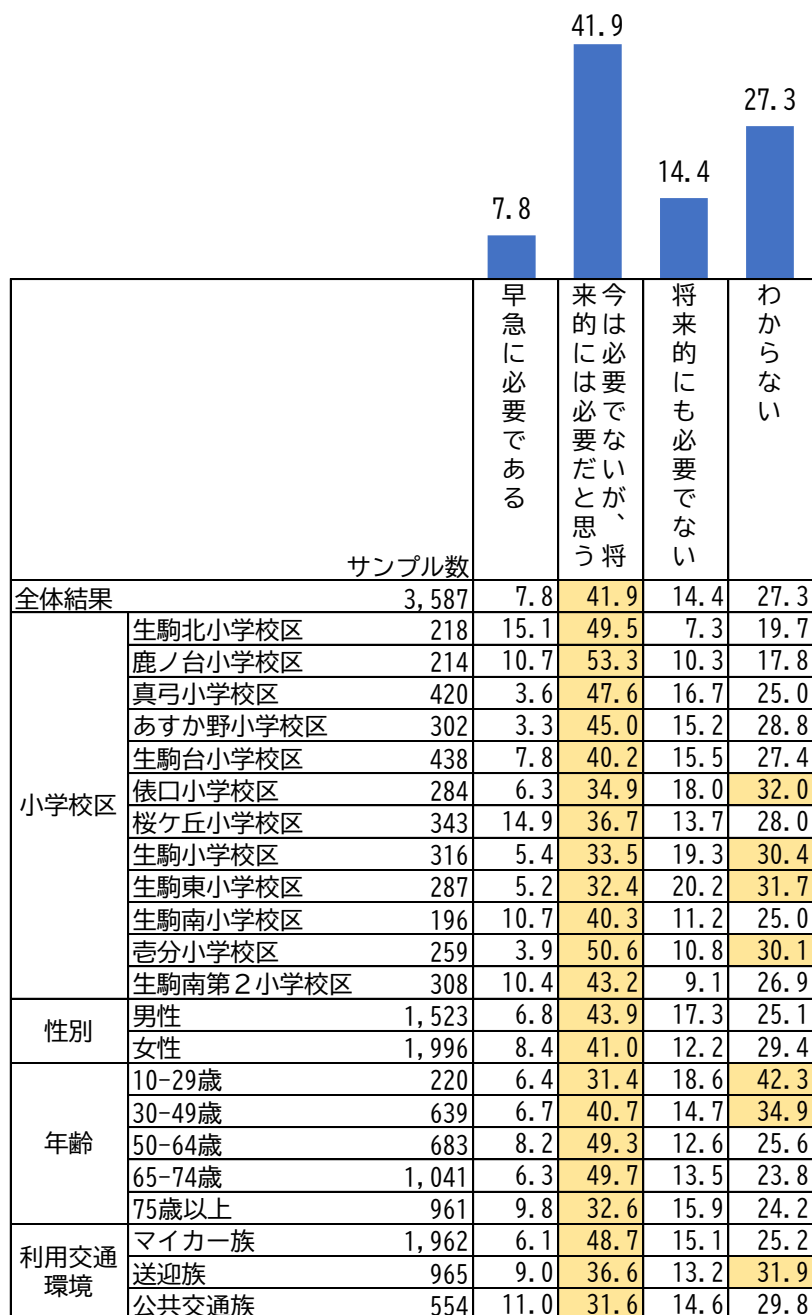 41.9
27.3
14.4
7.8
早急に必要である
今は必要でないが、将
来的には必要だと思う
将来的にも必要でない
わからない
サンプル数
全体結果 3,587 7.8 41.9 14.4 27.3
小学校区
生駒北小学校区 218 15.1 49.5 7.3 19.7
鹿ノ台小学校区 214 10.7 53.3 10.3 17.8
真弓小学校区 420 3.6 47.6 16.7 25.0
あすか野小学校区 302 3.3 45.0 15.2 28.8
生駒台小学校区 438 7.8 40.2 15.5 27.4
俵口小学校区 284 6.3 34.9 18.0 32.0
桜ケ丘小学校区 343 14.9 36.7 13.7 28.0
生駒小学校区 316 5.4 33.5 19.3 30.4
生駒東小学校区 287 5.2 32.4 20.2 31.7
生駒南小学校区 196 10.7 40.3 11.2 25.0
壱分小学校区 259 3.9 50.6 10.8 30.1
生駒南第2小学校区 308 10.4 43.2 9.1 26.9
性別
男性 1,523 6.8 43.9 17.3 25.1
女性 1,996 8.4 41.0 12.2 29.4
年齢
10-29歳 220 6.4 31.4 18.6 42.3
30-49歳 639 6.7 40.7 14.7 34.9
50-64歳 683 8.2 49.3 12.6 25.6
65-74歳 1,041 6.3 49.7 13.5 23.8
75歳以上 961 9.8 32.6 15.9 24.2
利用交通
環境
マイカー族 1,962 6.1 48.7 15.1 25.2
送迎族 965 9.0 36.6 13.2 31.9
公共交通族 554 11.0 31.6 14.6 29.8